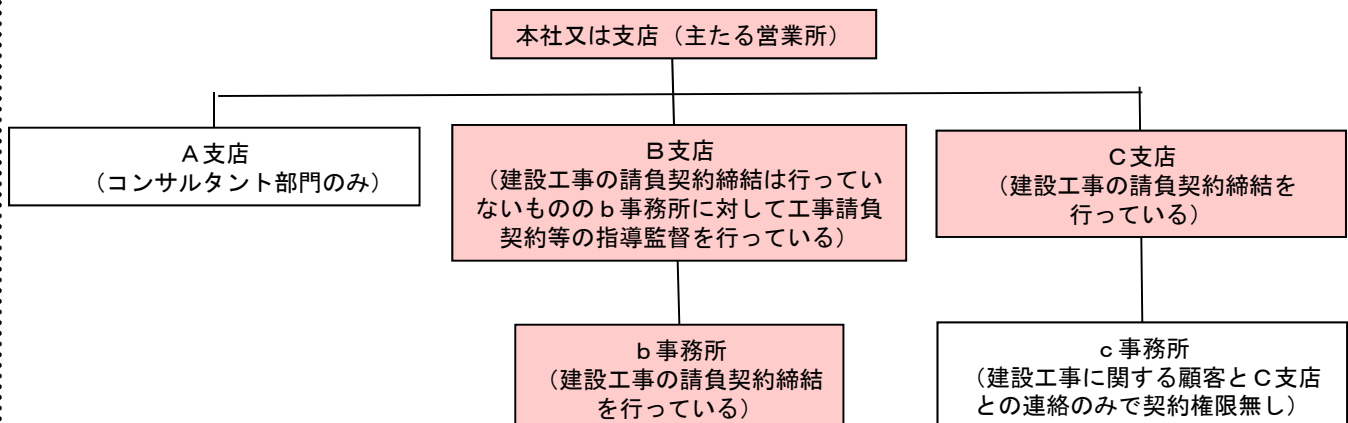 本社又は支店（主たる営業所）
Ａ支店
（コンサルタント部門のみ）
Ｂ支店
（建設工事の請負契約締結は行ってい
ないもののｂ事務所に対して工事請負
契約等の指導監督を行っている）
Ｃ支店
（建設工事の請負契約締結を
行っている）
ｂ事務所
（建設工事の請負契約締結
を行っている）
ｃ事務所
（建設工事に関する顧客とＣ支店
との連絡のみで契約権限無し）